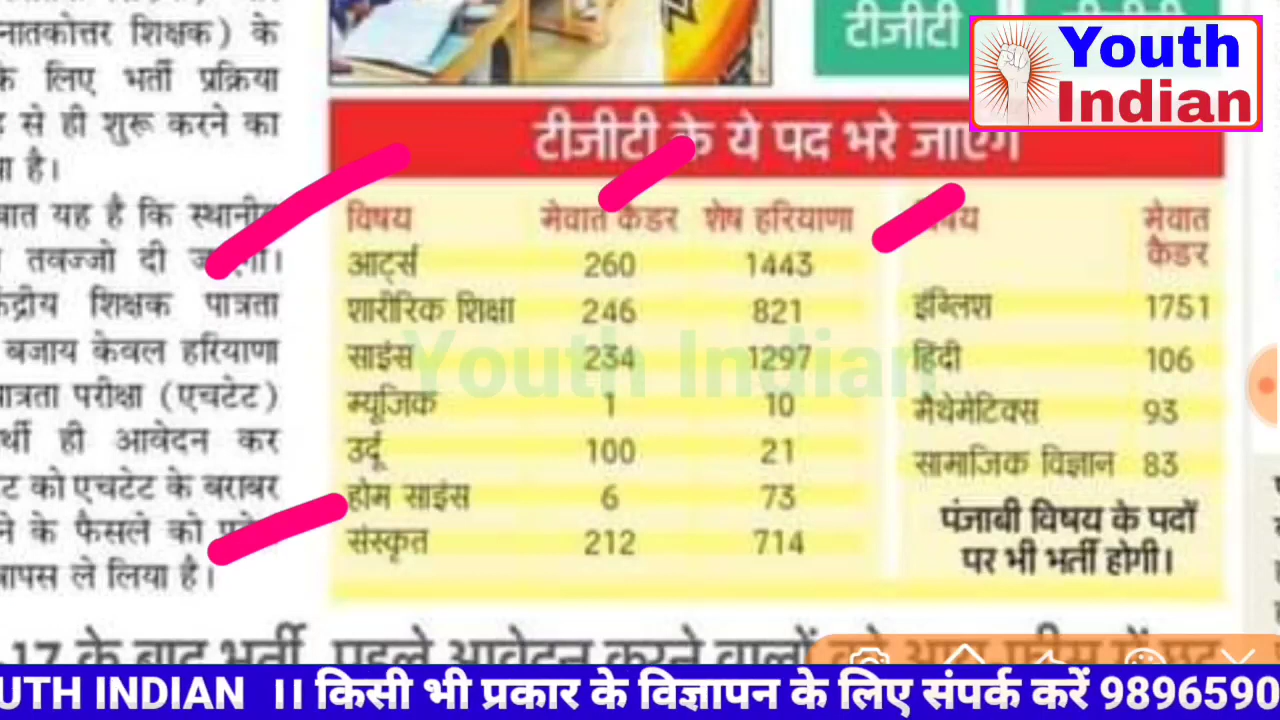 नातकोत्तर शिक्षक) के
के लिए भर्ती प्रक्रिया
से ही शुरू करने का
है।
बात यह है कि
तवज्जो दी
शिक्षक पात्रता
बजाय केवल हरियाणा
पात्रता परीक्षा (एचटेट)
ही आवेदन कर
को एचटेट के बराबर
के फैसले को
वापस ले लिया है।
टीजीटी
Youth
Indian
टीजीटी के ये पद भरे जाएंगे
विषय मेवात कैडर शेष हरियाणा
आर्ट्स 260 1443
शारीरिक शिक्षा 246 821
साइंस 234 1297
म्यूजिक 1 10
उर्दू 100 21
होम साइंस 6 73
संस्कृत 212 714
विषय मेवात
कैडर
इंग्लिश 1751
हिंदी 106
मैथेमेटिक्स 93
सामाजिक विज्ञान 83
पंजाबी विषय के पदों
पर भी भर्ती होगी।
Youth Indian
17 के बाद भर्ती
पहले आवेदन करने वालों
UTH INDIAN ।। किसी भी प्रकार के विज्ञापन के लिए संपर्क करें 9896590